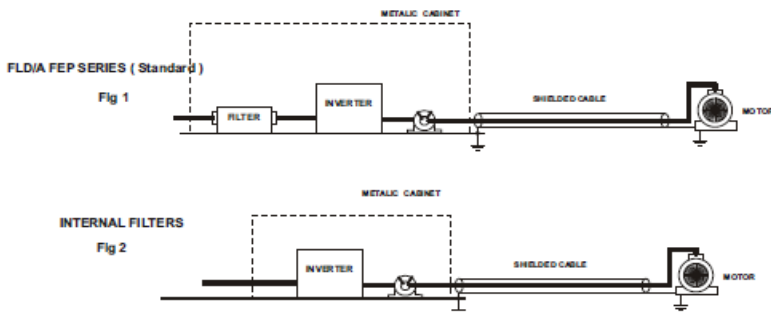 METALIC CABINET
FLD/A FEP SERIES ( Standard )
Fig 1
FILTER
INVERTER
SHIELDED CABLE
MOTOR
METALIC CABINET
INTERNAL FILTERS
Fig 2
INVERTER
SHIELDED CABLE
MOTOR